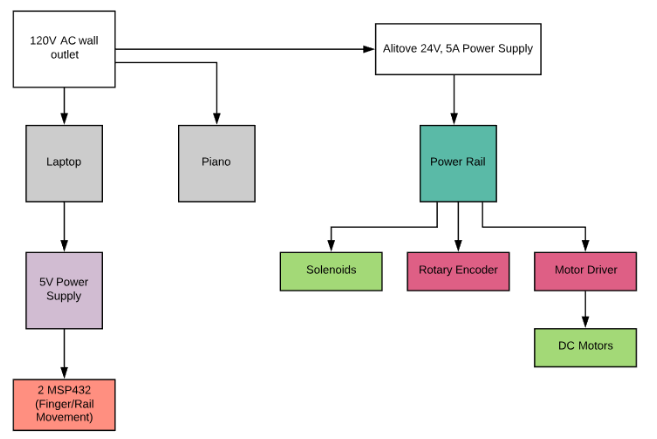 120V AC wall
outlet
Alitove 24V, 5A Power Supply
Laptop
Piano
Power Rail
5V Power
Supply
Solenoids
Rotary Encoder
Motor Driver
DC Motors
2 MSP432
(Finger/Rail
Movement)